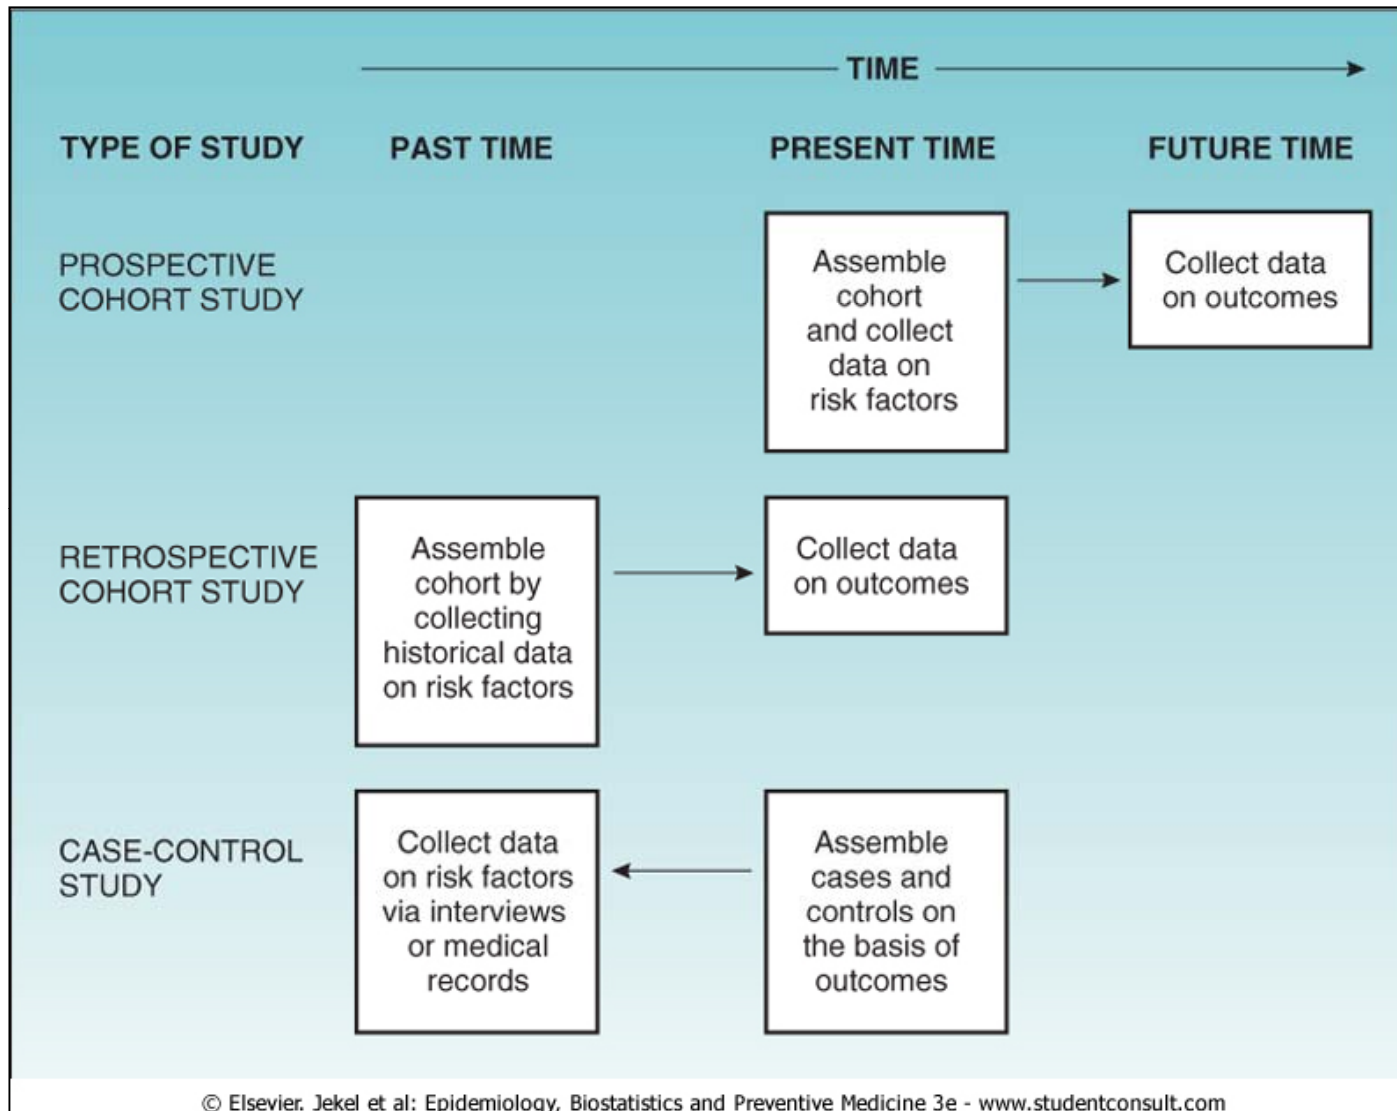 TIME
TYPE OF STUDY PAST TIME PRESENT TIME FUTURE TIME
PROSPECTIVE
COHORT STUDY
Assemble
cohort
and collect
data on
risk factors
Collect data
on outcomes
RETROSPECTIVE
COHORT STUDY
Assemble
cohort by
collecting
historical data
on risk factors
Collect data
on outcomes
CASE-CONTROL
STUDY
Collect data
on risk factors
via interviews
or medical
records
Assemble
cases and
controls on
the basis of
outcomes
© Elsevier. Jekel et al: Epidemiology, Biostatistics and Preventive Medicine 3e - www.studentconsult.com